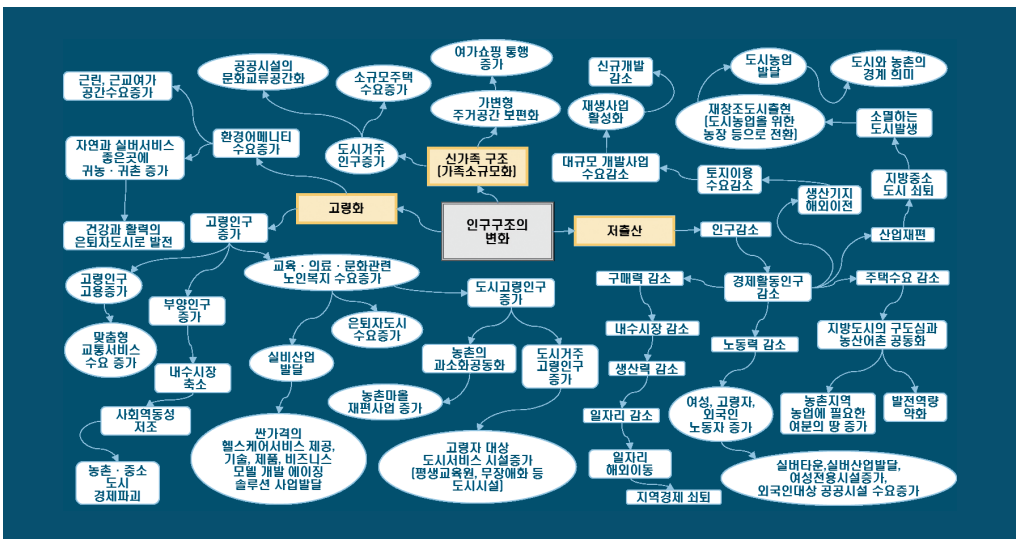 여가쇼핑 통행
증가
공공시설의
문화교류공간화
소규모주택
수요증가
근린, 근교여가
공간수요증가
가변형
주거공간 보편화
환경어메니티
수요증가
도시거주
인구증가
신가족 구조
(가족소규모화)
자연과 실버서비스
좋은곳에
귀농·귀촌 증가
고령화
인구구조의
변화
저출산
건강과 활력의
은퇴자도시로 발전
고령인구
증가
고령인구
고용증가
맞춤형
교통서비스
수요 증가
부양인구
증가
내수시장
축소
사회역동성
저조
농촌·중소
도시
경제파괴
교육·의료·문화관련
노인복지 수요증가
은퇴자도시
수요증가
실비산업
발달
싼가격의
헬스케어서비스 제공,
기술, 제품, 비즈니스
모델 개발 에이징
솔루션 사업발달
도시고령인구
증가
농촌의
과소화공동화
농촌마을
재편사업 증가
도시거주
고령인구
증가
고령자 대상
도시서비스 시설증가
(평생교육원, 무장애화 등
도시시설)
신규개발
감소
재생사업
활성화
대규모 개발사업
수요감소
토지이용
수요감소
도시농업
발달
도시와 농촌의
경계 희미
재창조도시출현
(도시농업을 위한
농장 등으로 전환)
소멸하는
도시발생
지방중소
도시 쇠퇴
생산기지
해외이전
산업재편
인구감소
경제활동인구
감소
구매력 감소
내수시장 감소
생산력 감소
일자리 감소
일자리
해외이동
지역경제 쇠퇴
노동력 감소
여성, 고령자,
외국인
노동자 증가
실버타운,실버산업발달,
여성전용시설증가,
외국인대상 공공시설 수요증가
주택수요 감소
지방도시의 구도심과
농산어촌 공동화
농촌지역
농업에 필요한
여분의 땅 증가
발전역량
약화